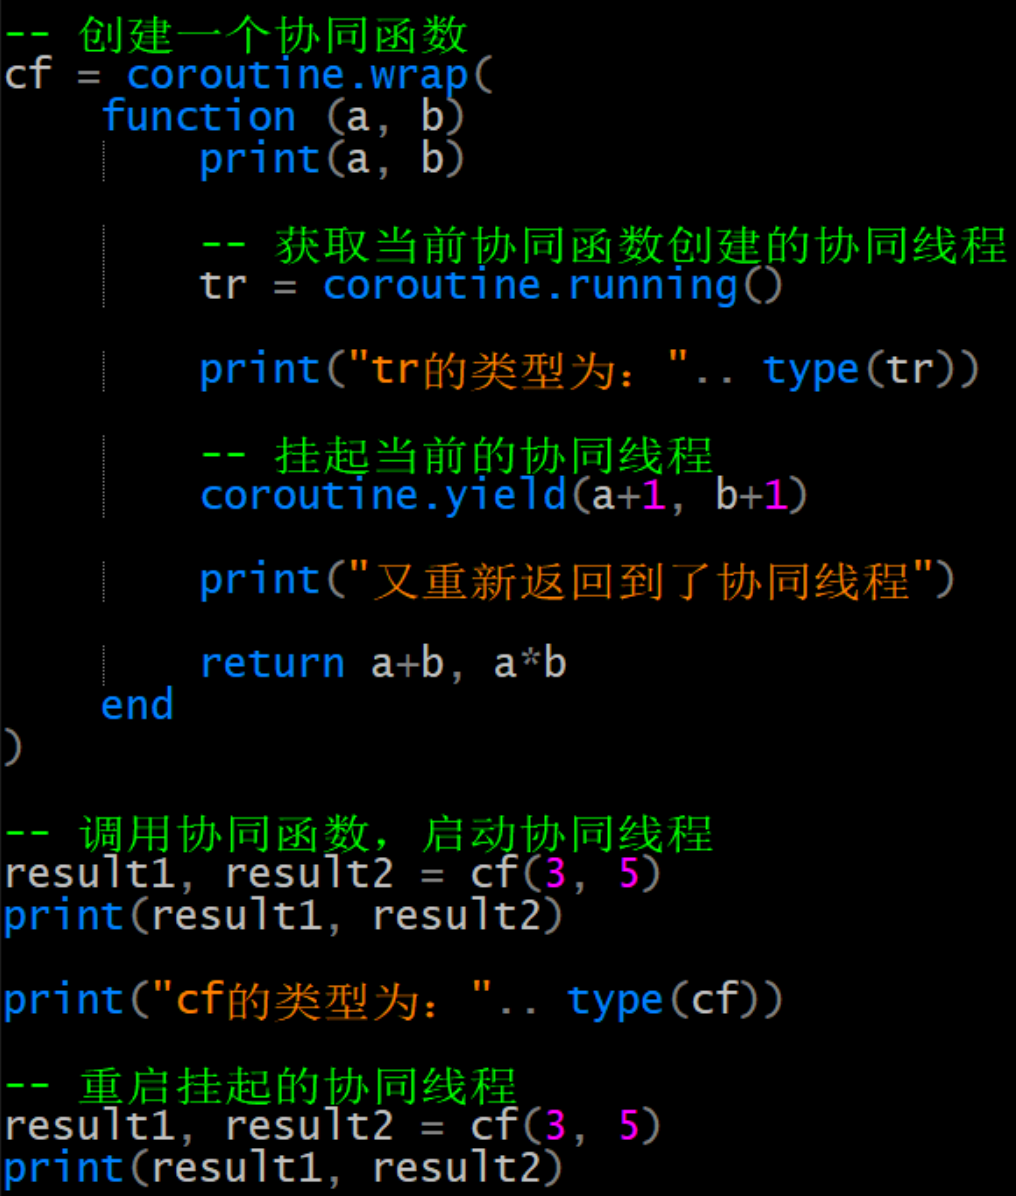 -- 创建一个协同函数
cf = coroutine.wrap(
    function (a, b)
        print(a, b)

        -- 获取当前协同函数创建的协同线程
        tr = coroutine.running()

        print("tr的类型为：".. type(tr))

        -- 挂起当前的协同线程
        coroutine.yield(a+1, b+1)

        print("又重新返回到了协同线程")

        return a+b, a*b
    end
)

-- 调用协同函数，启动协同线程
result1, result2 = cf(3, 5)
print(result1, result2)

print("cf的类型为：".. type(cf))

-- 重启挂起的协同线程
result1, result2 = cf(3, 5)
print(result1, result2)